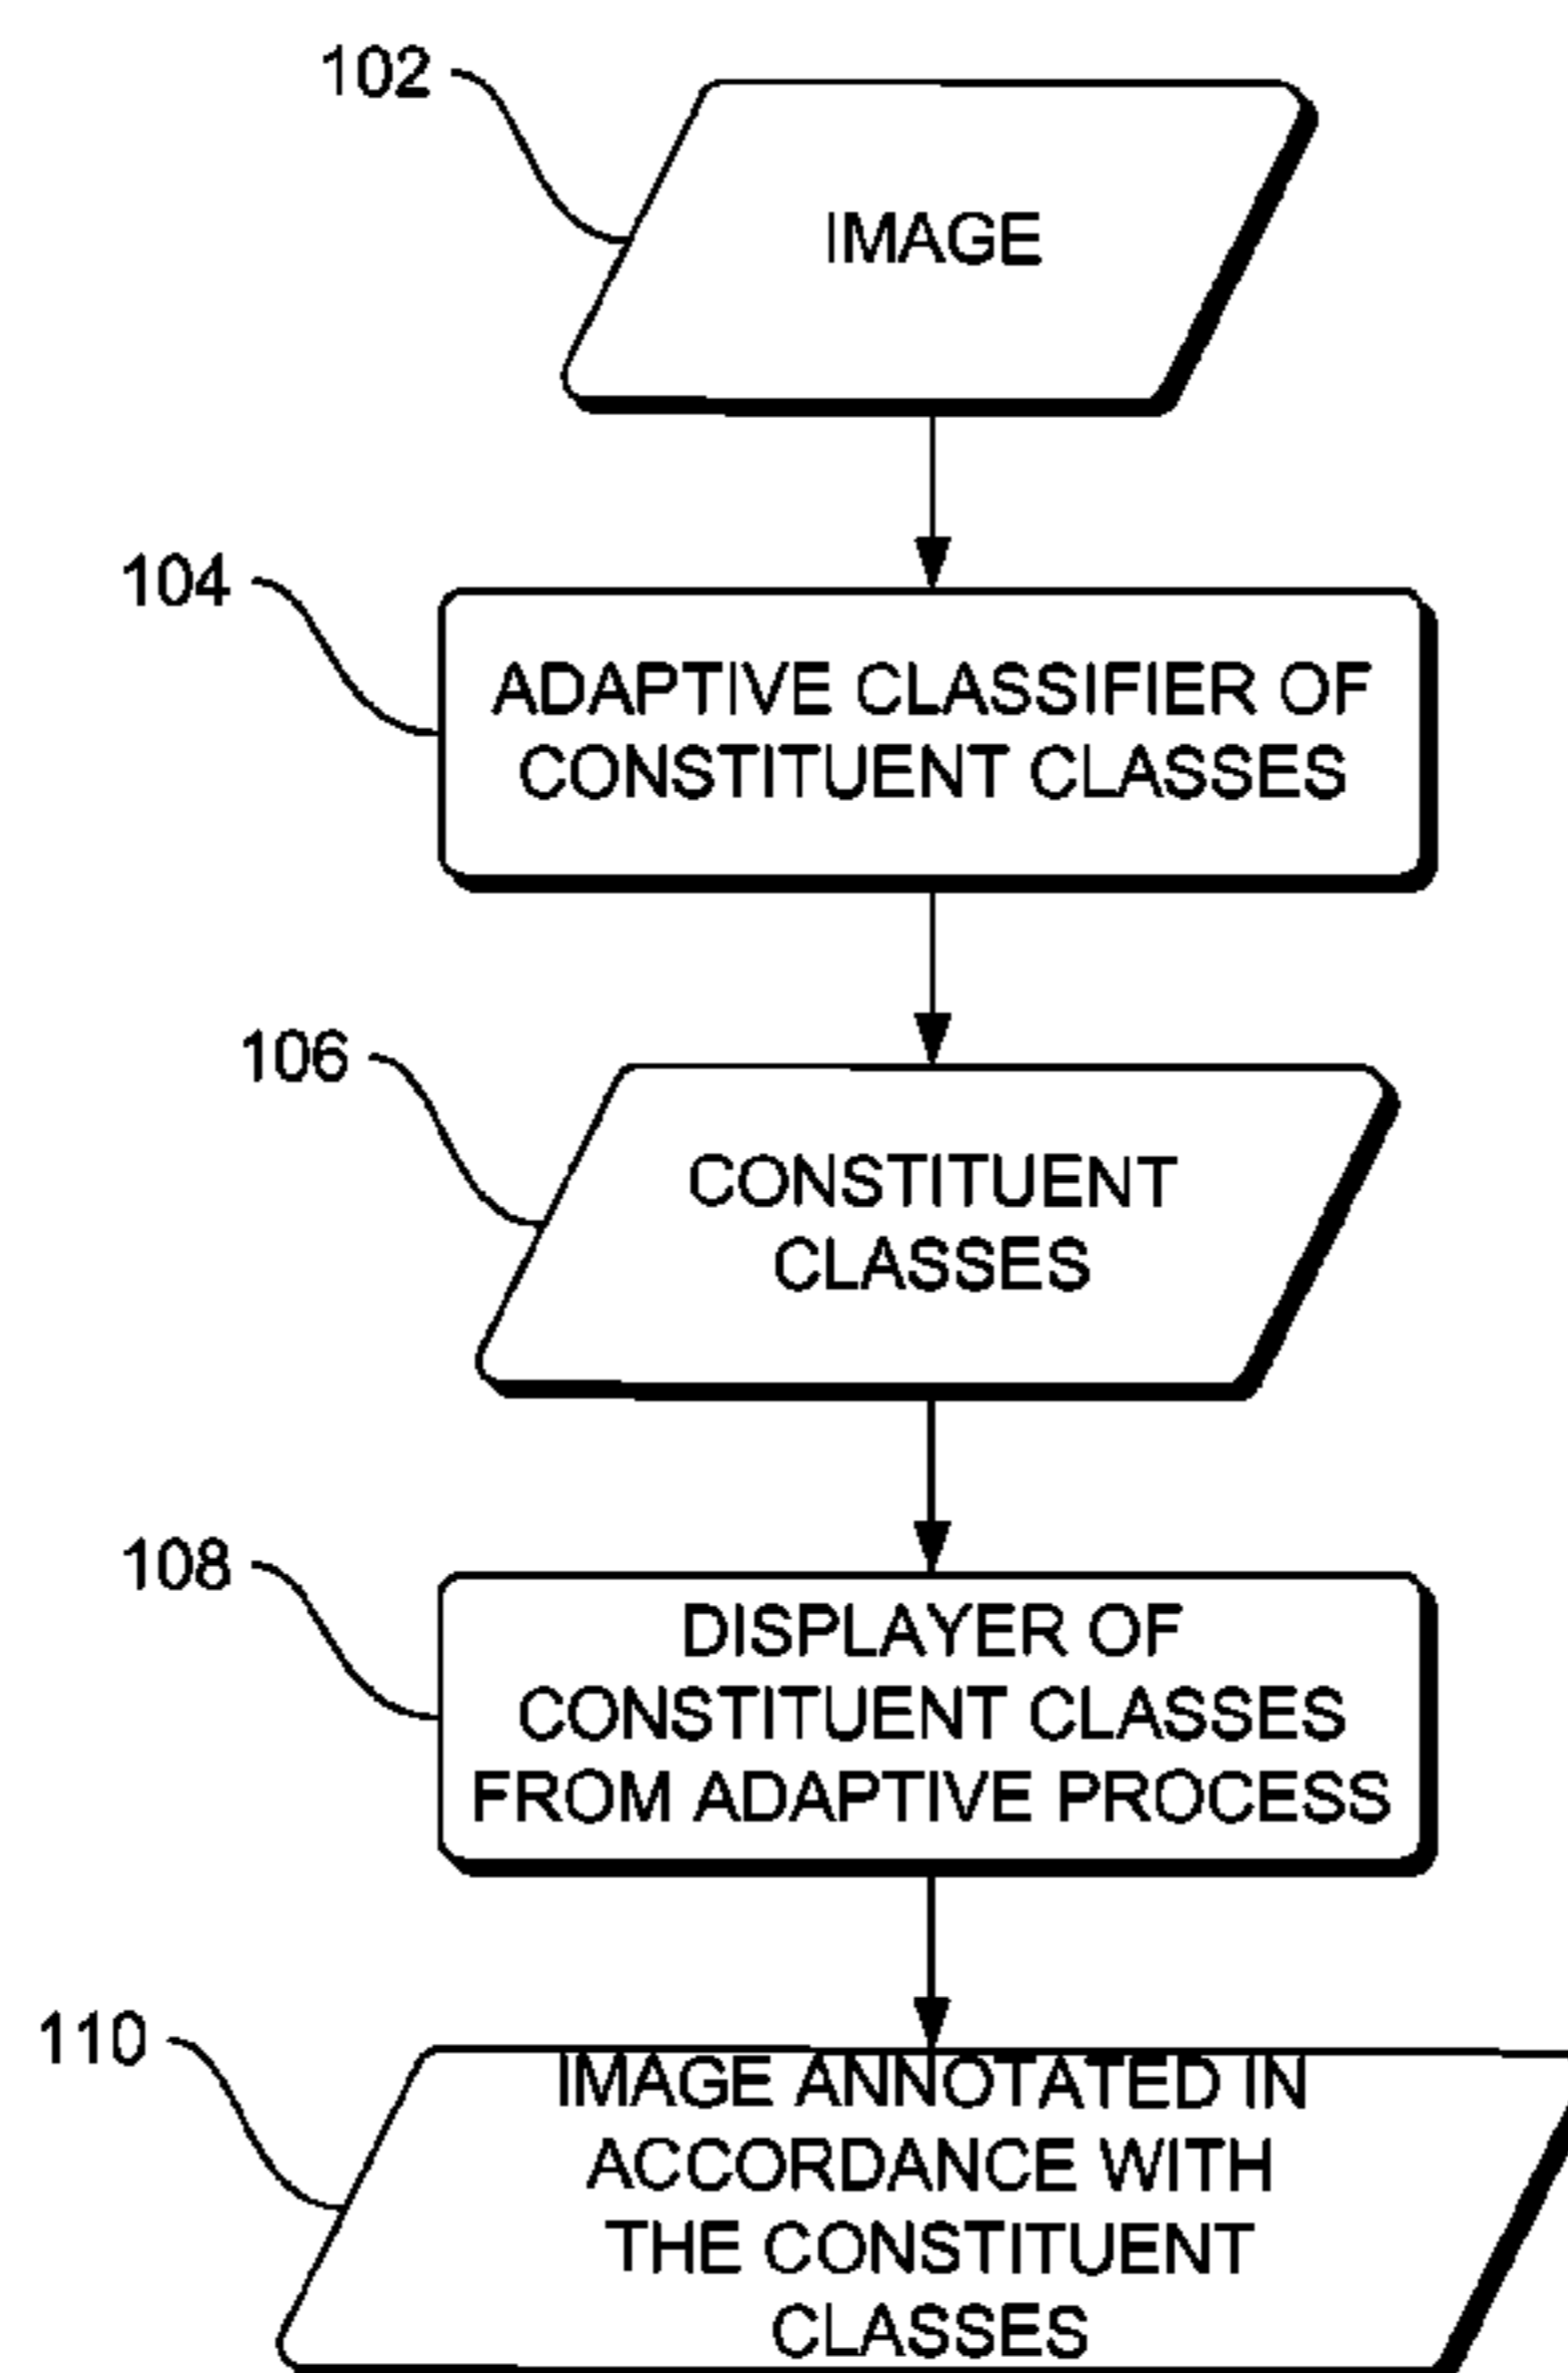 102
IMAGE
104
ADAPTIVE CLASSIFIER OF
CONSTITUENT CLASSES
106
CONSTITUENT
CLASSES
108
DISPLAYER OF
CONSTITUENT CLASSES
FROM ADAPTIVE PROCESS
110
IMAGE ANNOTATED IN
ACCORDANCE WITH
THE CONSTITUENT
CLASSES